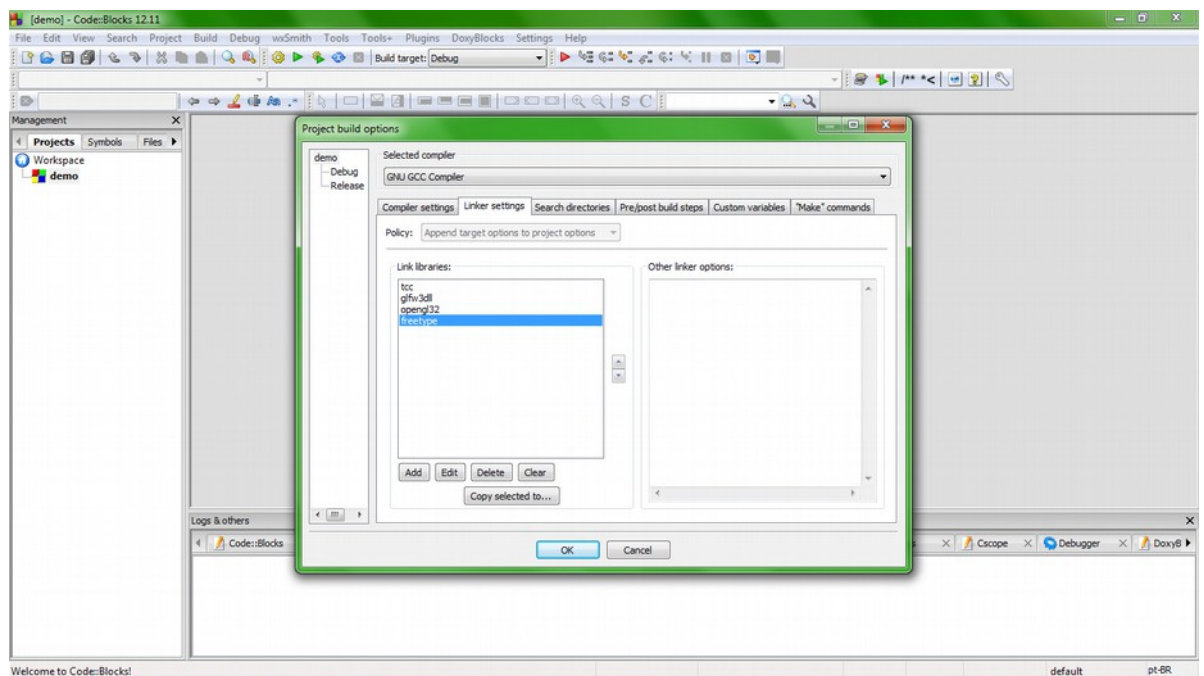 [demo] - Code::Blocks 12.11
File Edit View Search Project Build Debug wxSmith Tools Tools+ Plugins DoxyBlocks Settings Help
Build target: Debug
/** *<
S C
Management
Projects Symbols Files
Workspace
demo
Project build options
demo
Debug
Release
Selected compiler
GNU GCC Compiler
Compiler settings Linker settings Search directories Pre/post build steps Custom variables "Make" commands
Policy: Append target options to project options
Link libraries:
tcc
glfw3dll
opengl32
freetype
Add Edit Delete Clear
Copy selected to...
Other linker options:
OK Cancel
Logs & others
Code::Blocks
s Cscope Debugger DoxyB
Welcome to Code::Blocks!
default pt-BR